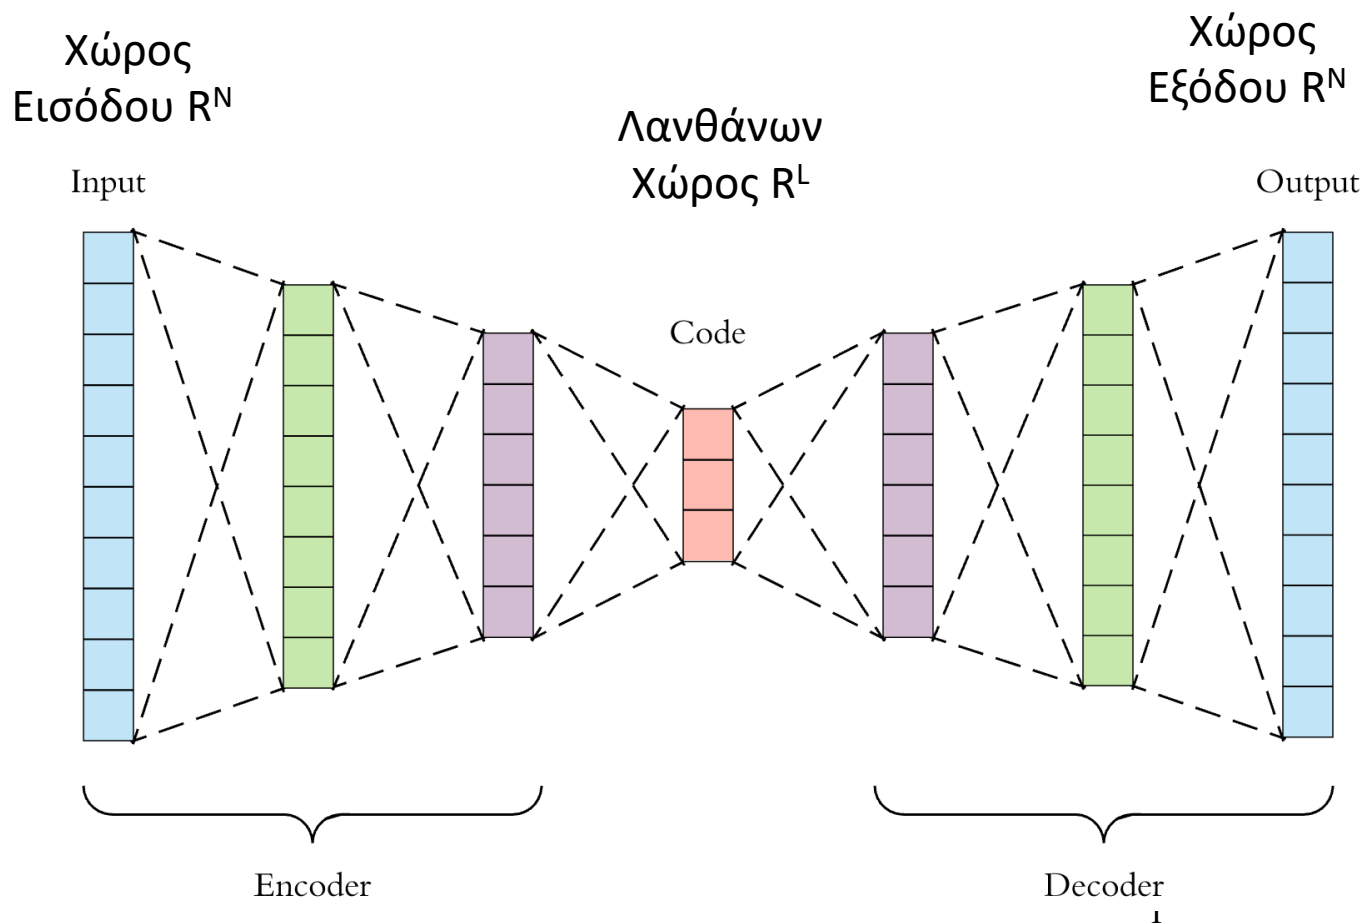 Χώρος
Εισόδου R^N
Χώρος
Εξόδου R^N
Λανθάνων
Χώρος R^L
Input
Output
Code
Encoder
Decoder